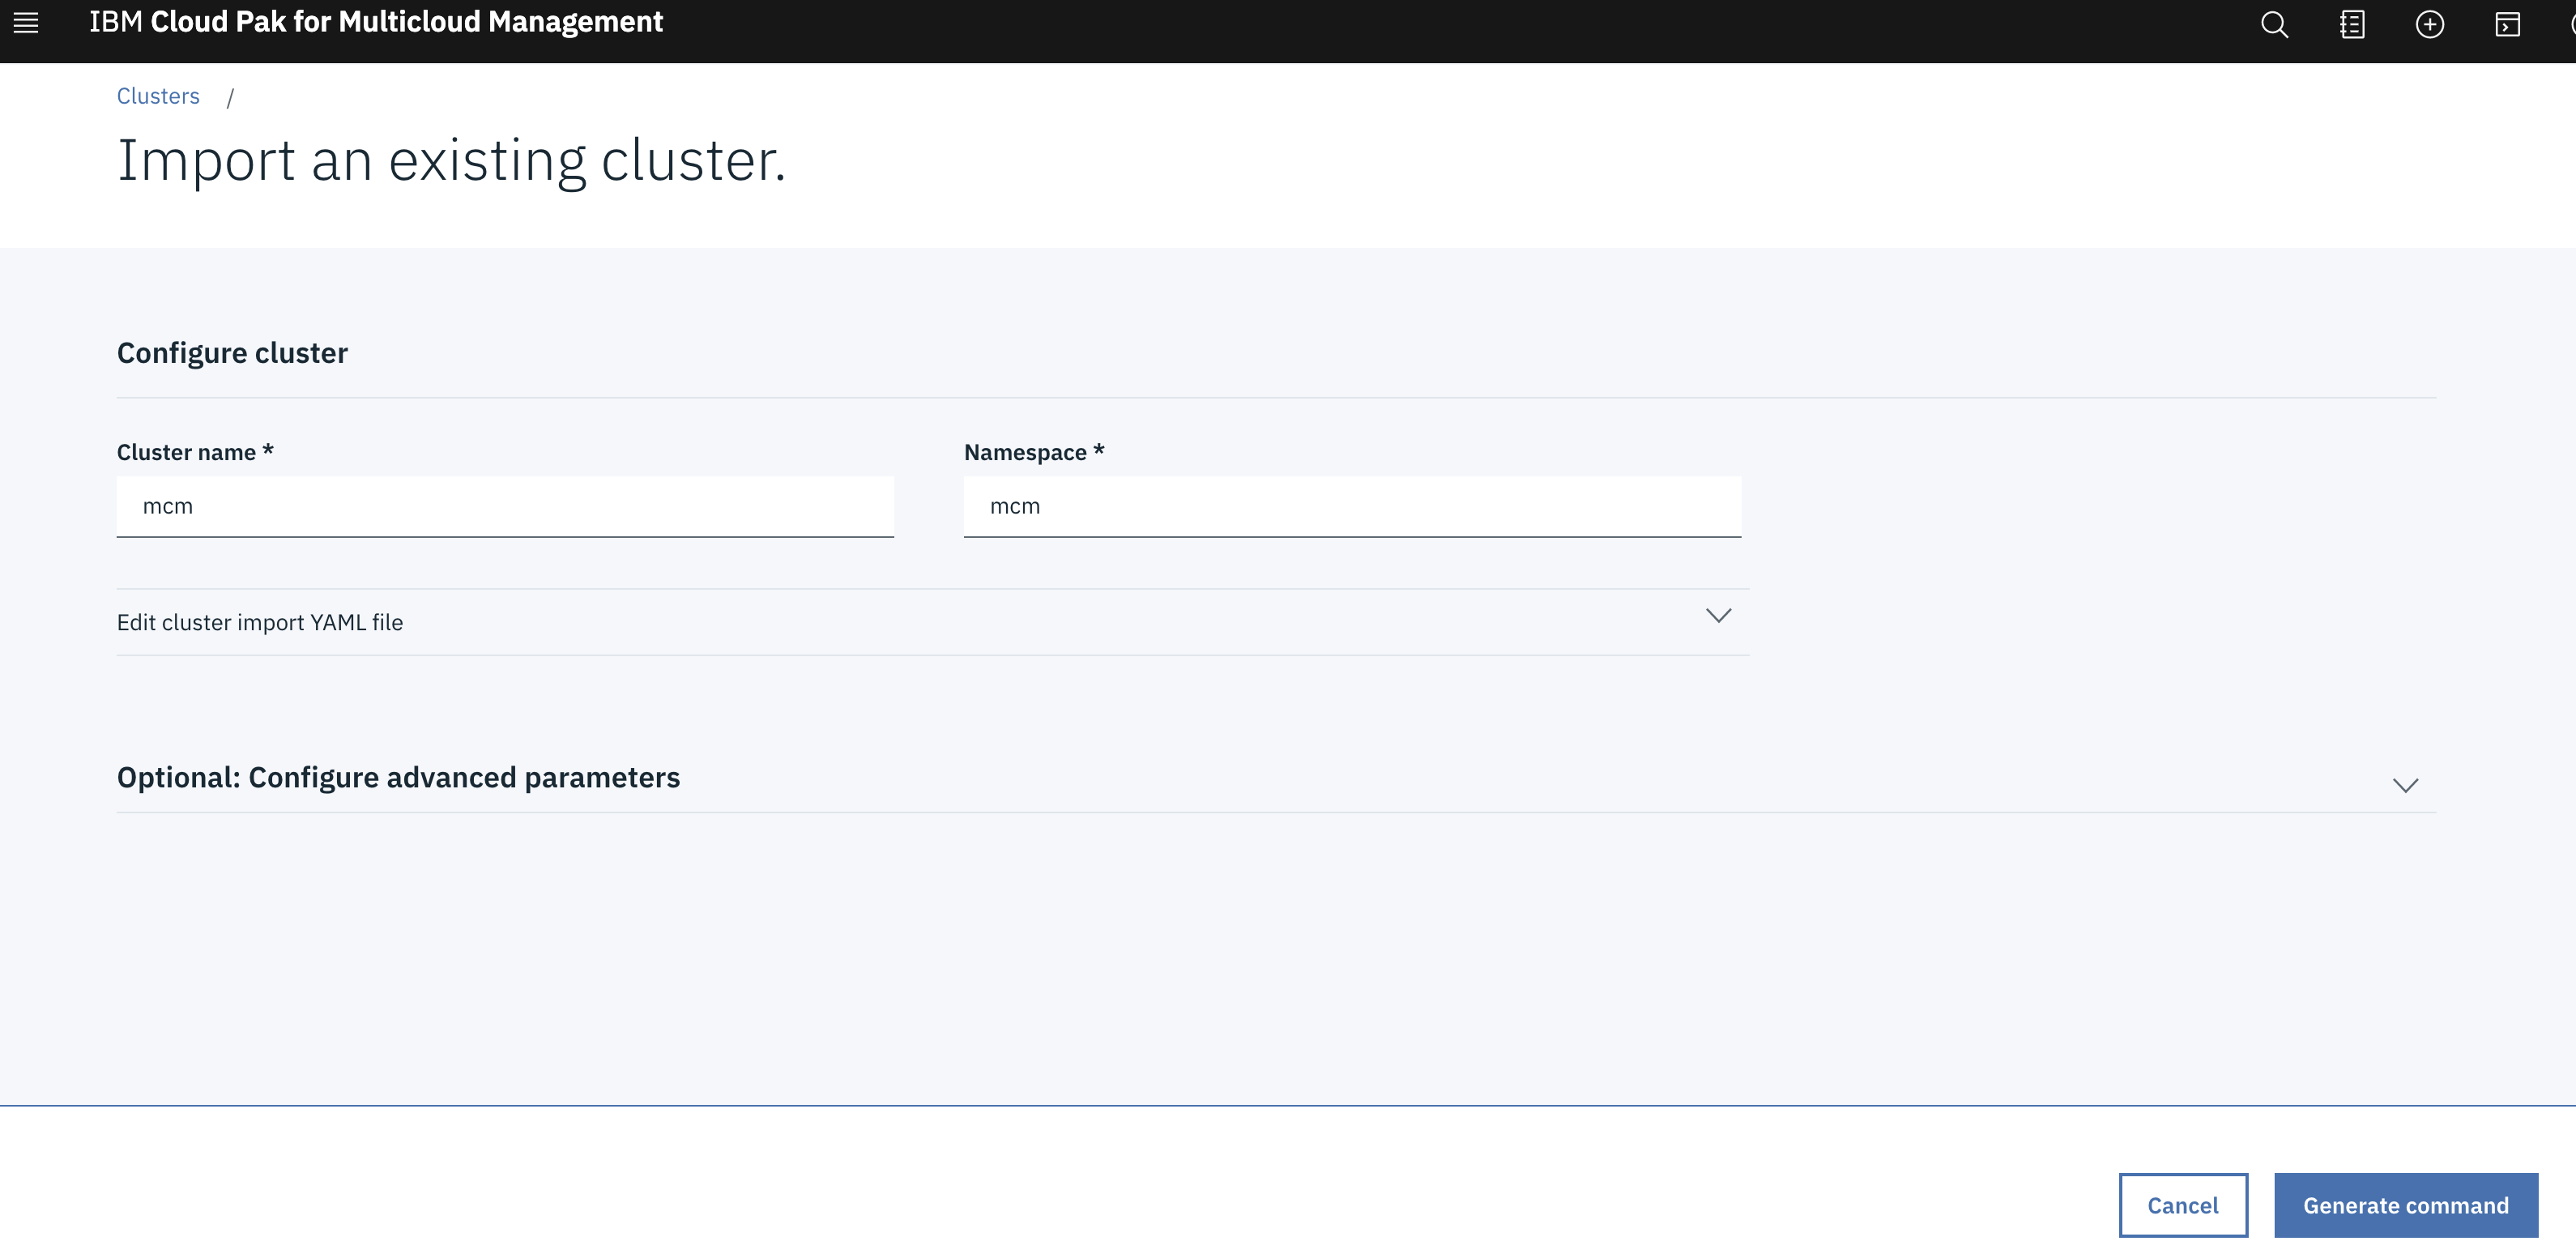 IBM Cloud Pak for Multicloud Management
Clusters /
Import an existing cluster.
Configure cluster
Cluster name * Namespace *
mcm mcm
Edit cluster import YAML file
Optional: Configure advanced parameters
Cancel Generate command